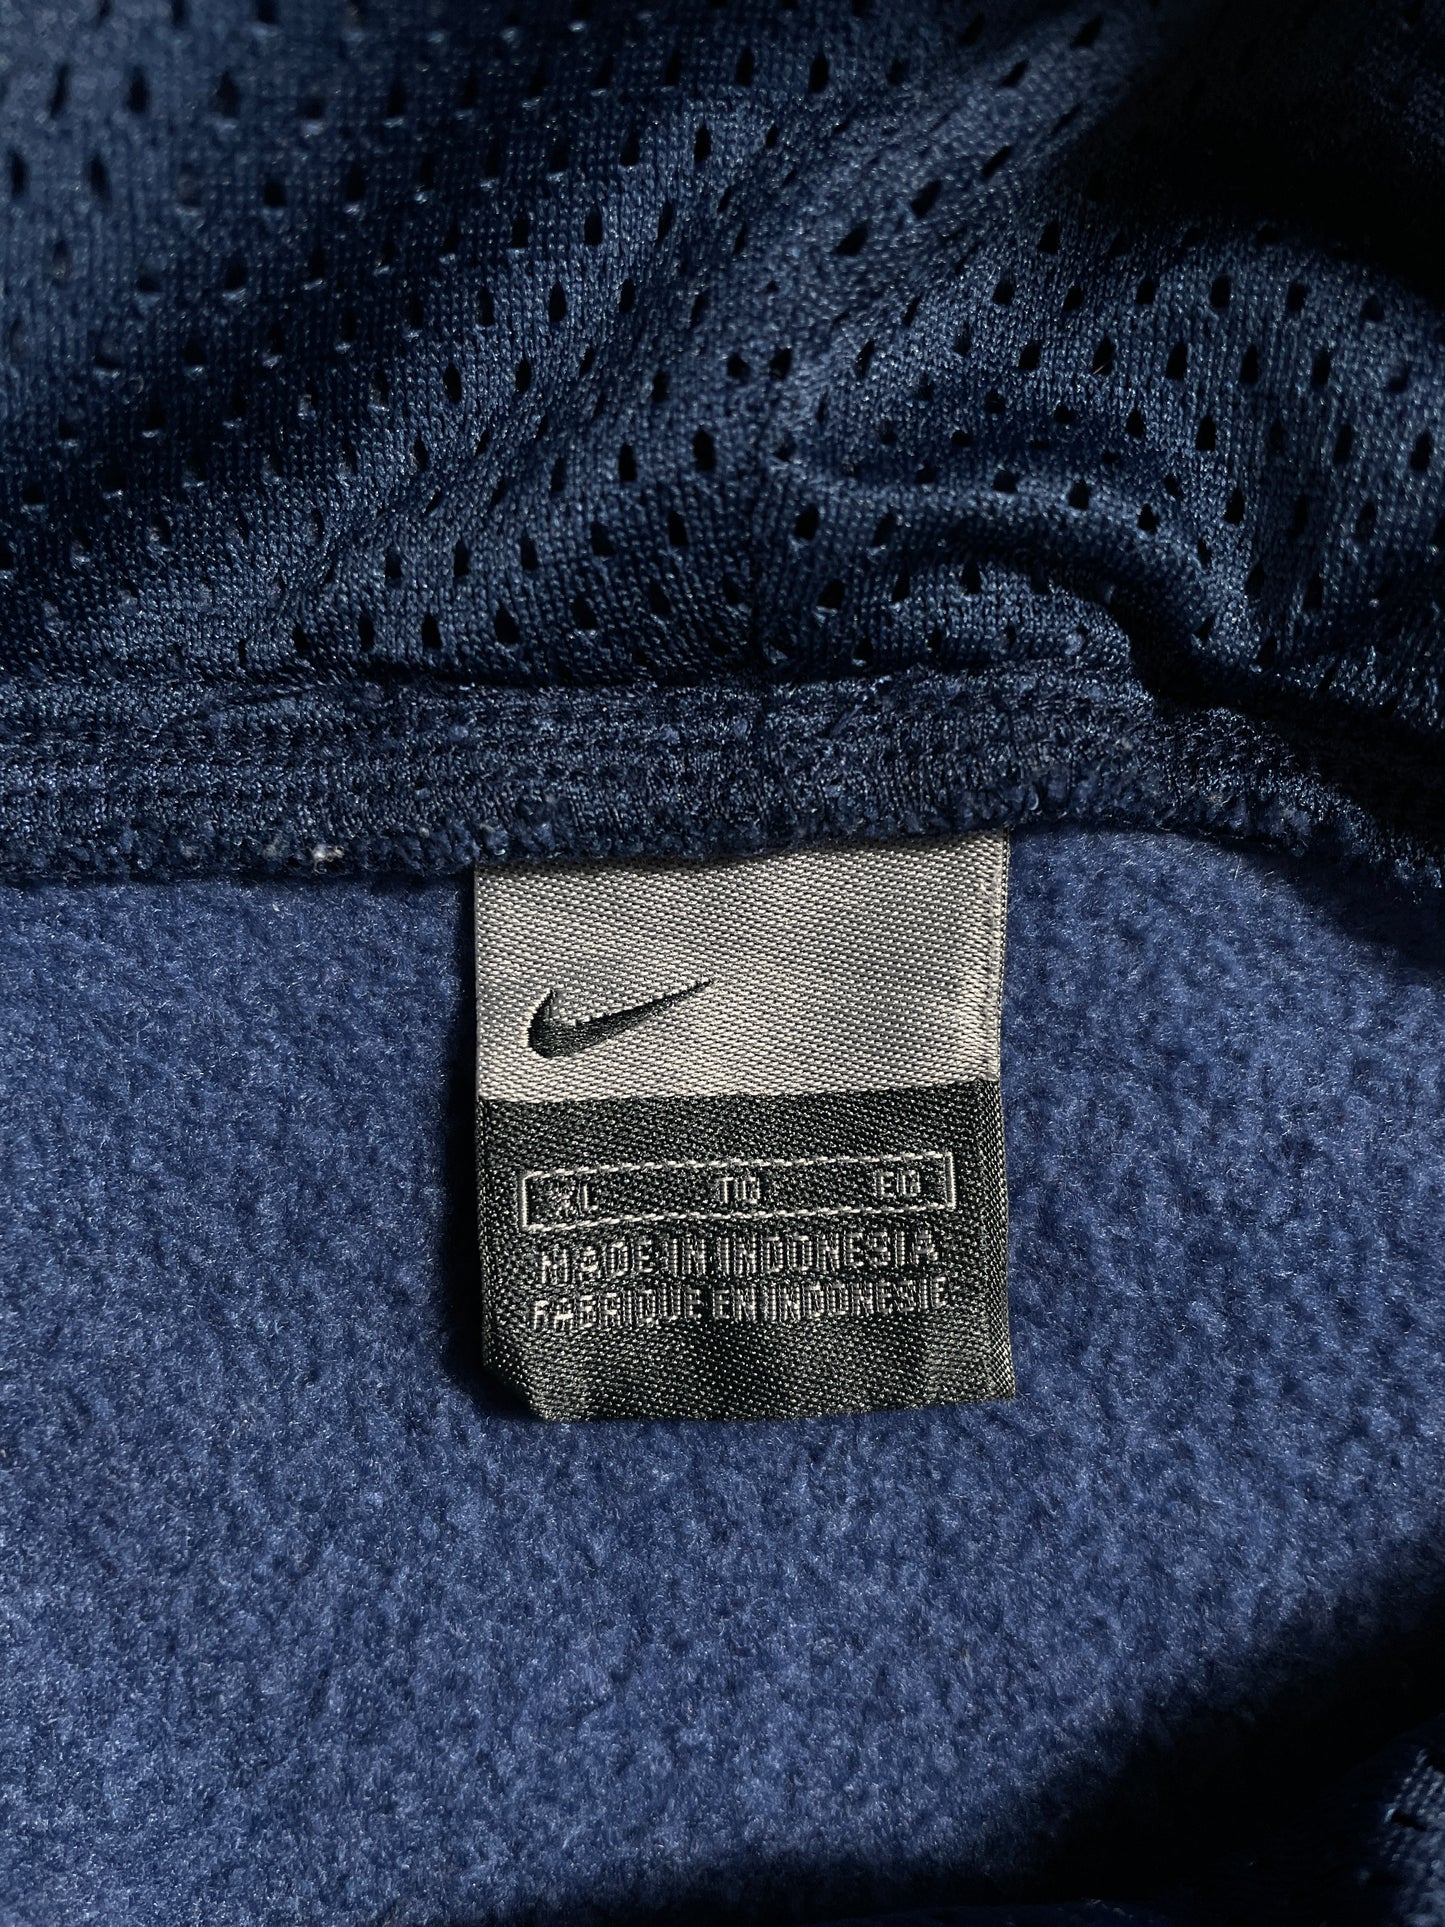 XL TG EG
MADE IN INDONESIA
FABRIQUE EN INDONESIE